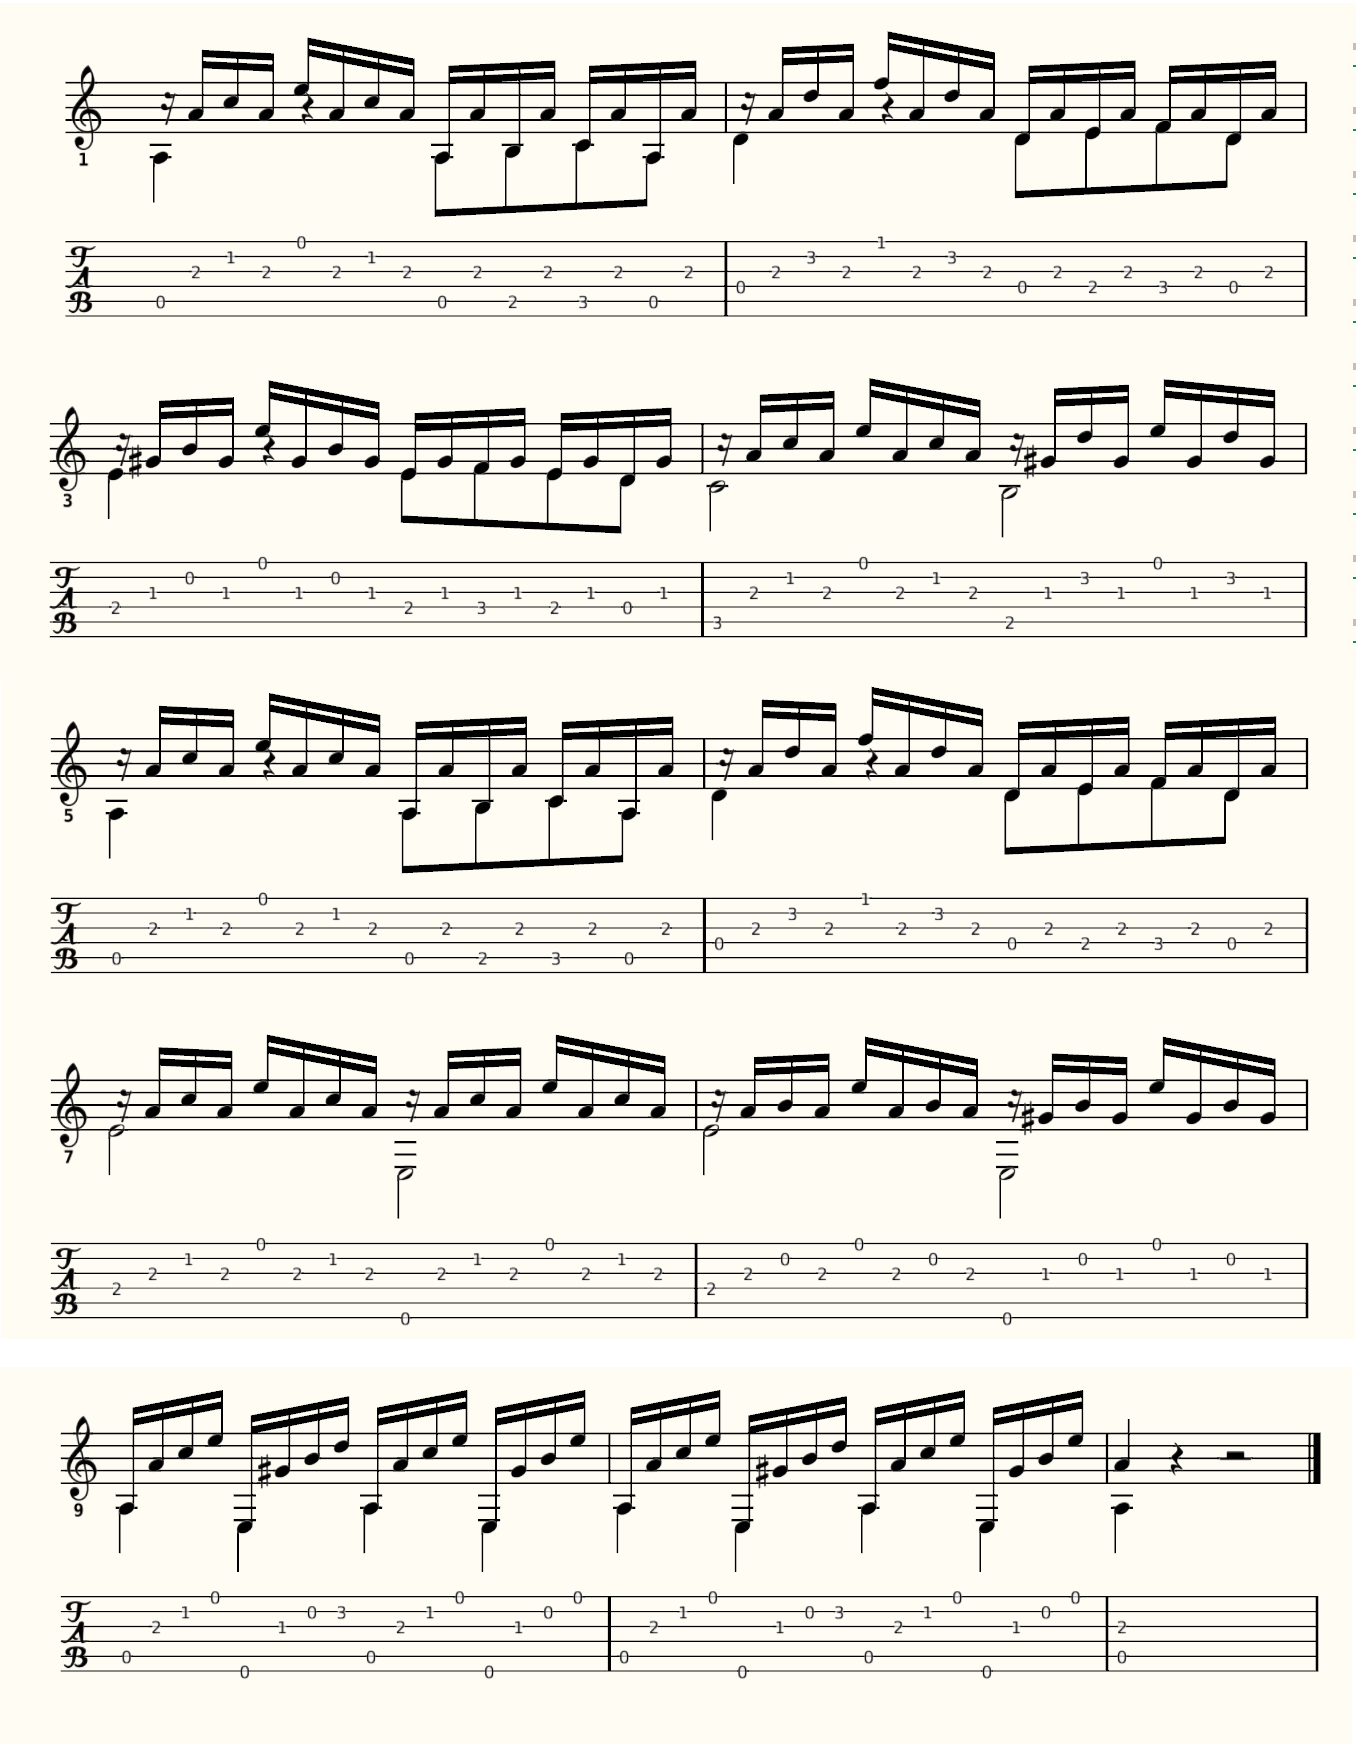 1
0 1
T 1 1 3 3
A 2 2 2 2 2 2 2 2 2 2 2 2 2 2 2 2
0 0 2 3 0
B 0 0 2 3 0
3
0 0 0
T 0 0 1 1 3 3
A 1 1 1 1 1 1 1 1 2 2 2 2 1 1 1 1
2 2 3 2 0
B 3 2
5
0 1
T 1 1 3 3
A 2 2 2 2 2 2 2 2 2 2 2 2 2 2 2 2
0 0 2 3 0
B 0 0 2 3 0
7
0 0 0 0
T 1 1 1 1 0 0 0 0
A 2 2 2 2 2 2 2 2 2 2 2 2 1 1 1 1
2 2
B
0 0
9
0 0 0 0 0 0
T 1 0 3 1 0 1 0 3 1 0
A 2 1 2 1 2 1 2 1 2
B 0 0 0 0 0
0 0 0 0